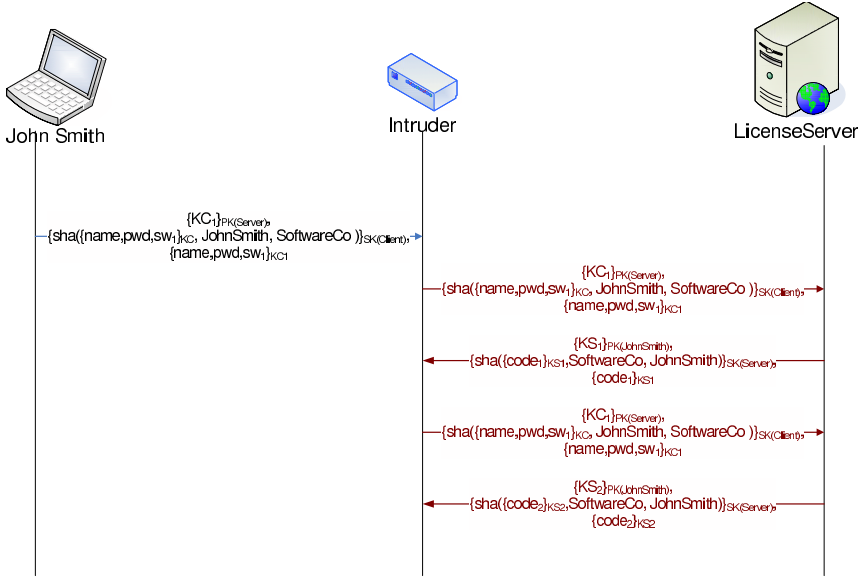 John Smith
Intruder
LicenseServer
{KC₁}PK(Server),
{sha({name,pwd,sw₁}KC, JohnSmith, SoftwareCo )}SK(Client),
{name,pwd,sw₁}KC1
{KC₁}PK(Server),
{sha({name,pwd,sw₁}KC, JohnSmith, SoftwareCo )}SK(Client),
{name,pwd,sw₁}KC1
{KS₁}PK(JohnSmith),
{sha({code₁}KS1,SoftwareCo, JohnSmith)}SK(Server),
{code₁}KS1
{KC₁}PK(Server),
{sha({name,pwd,sw₁}KC, JohnSmith, SoftwareCo )}SK(Client),
{name,pwd,sw₁}KC1
{KS₂}PK(JohnSmith),
{sha({code₂}KS2,SoftwareCo, JohnSmith)}SK(Server),
{code₂}KS2